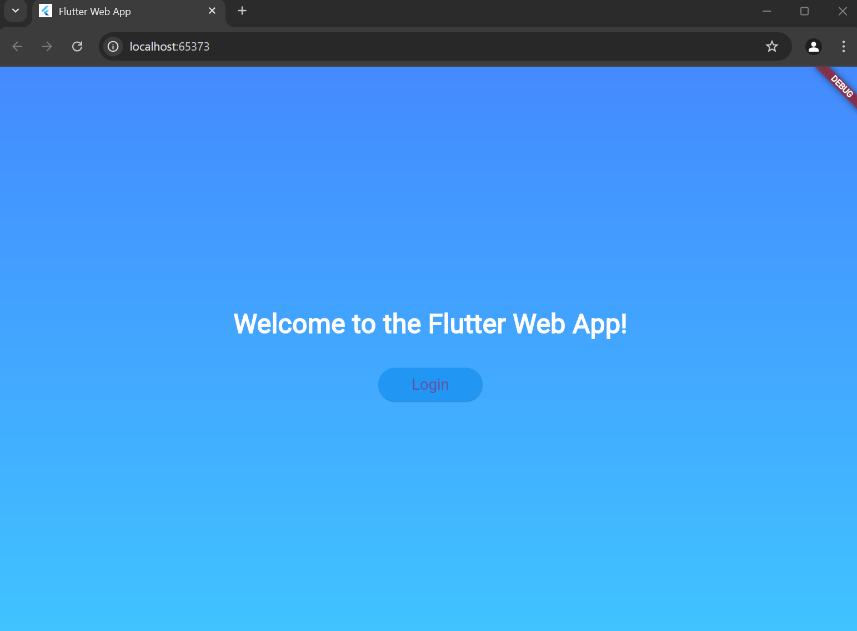 Flutter Web App
localhost:65373
DEBUG
Welcome to the Flutter Web App!
Login